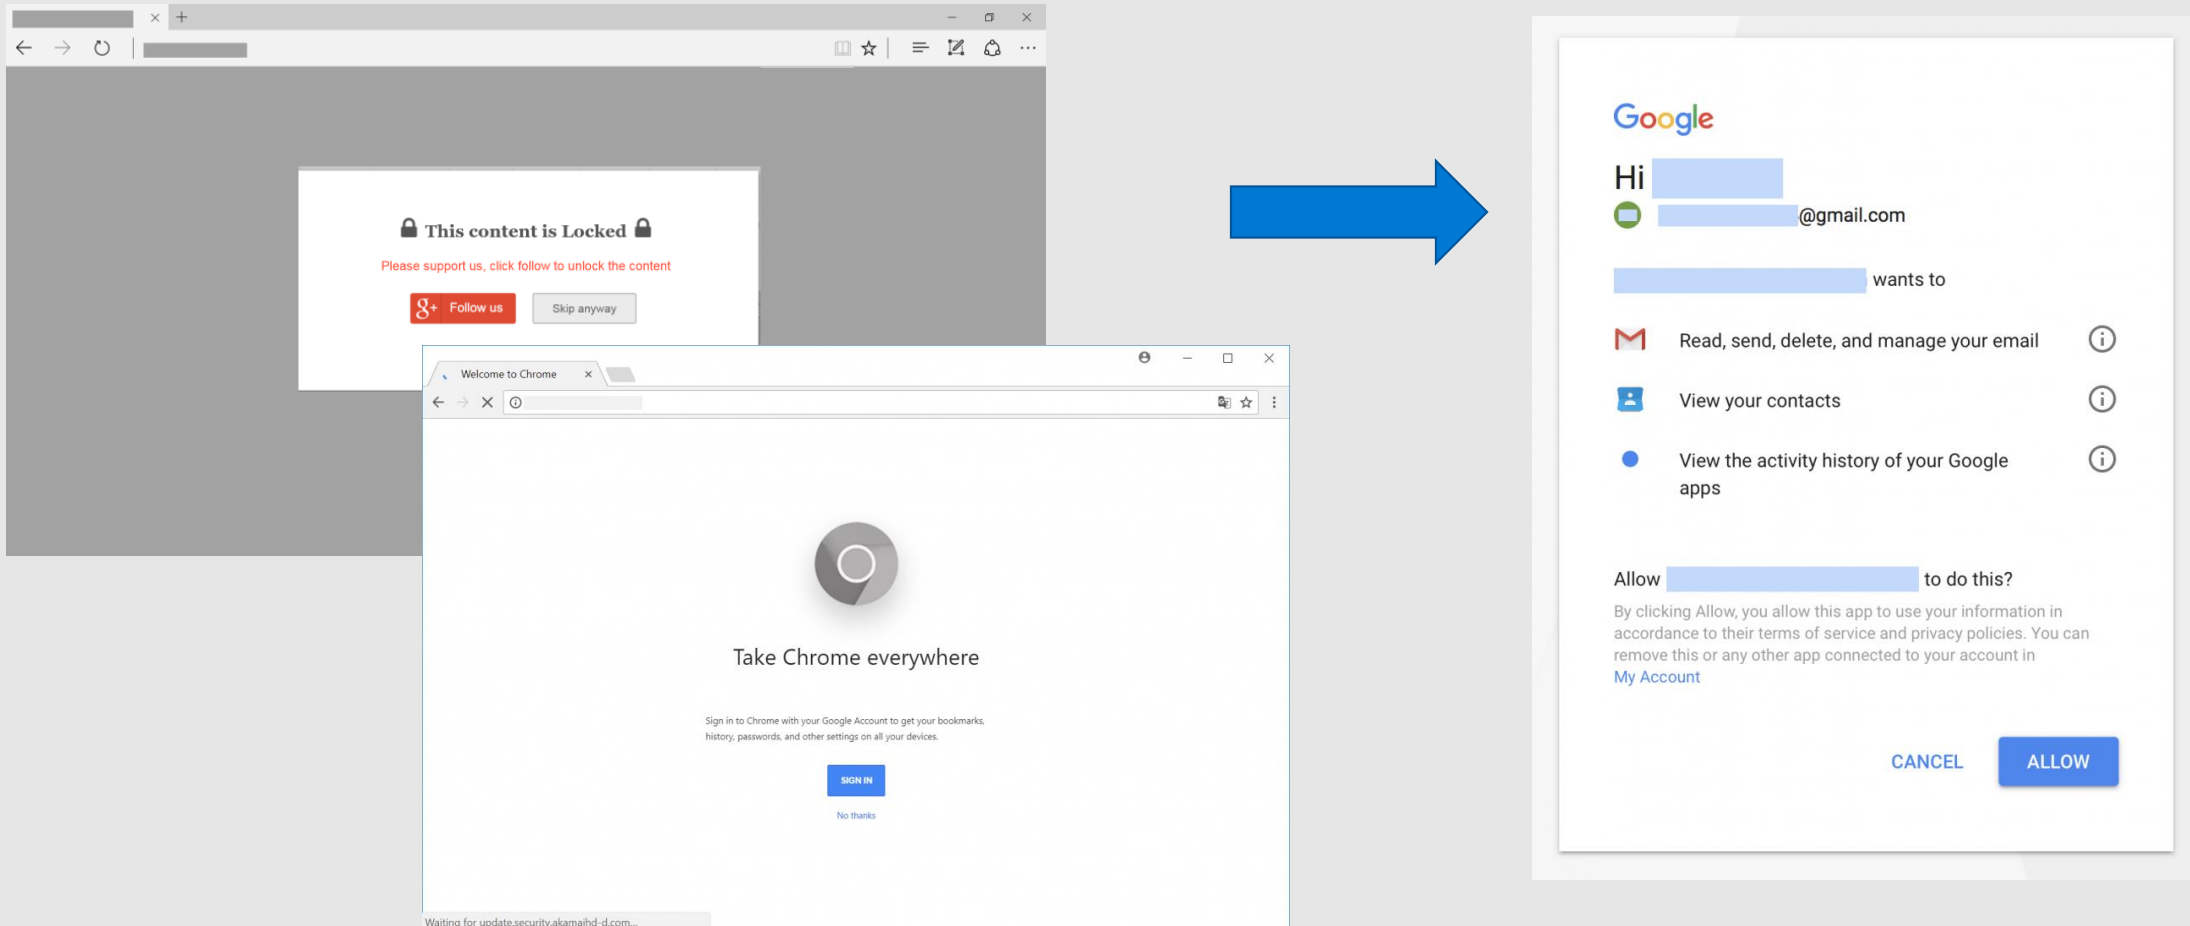 This content is Locked
Please support us, click follow to unlock the content
g+ Follow us
Skip anyway
Welcome to Chrome
Take Chrome everywhere
Sign in to Chrome with your Google Account to get your bookmarks,
history, passwords, and other settings on all your devices.
SIGN IN
No thanks
Waiting for update.security.akamaihd-d.com...
Google
Hi
@gmail.com
wants to
Read, send, delete, and manage your email
View your contacts
View the activity history of your Google
apps
Allow to do this?
By clicking Allow, you allow this app to use your information in
accordance to their terms of service and privacy policies. You can
remove this or any other app connected to your account in
My Account
CANCEL
ALLOW